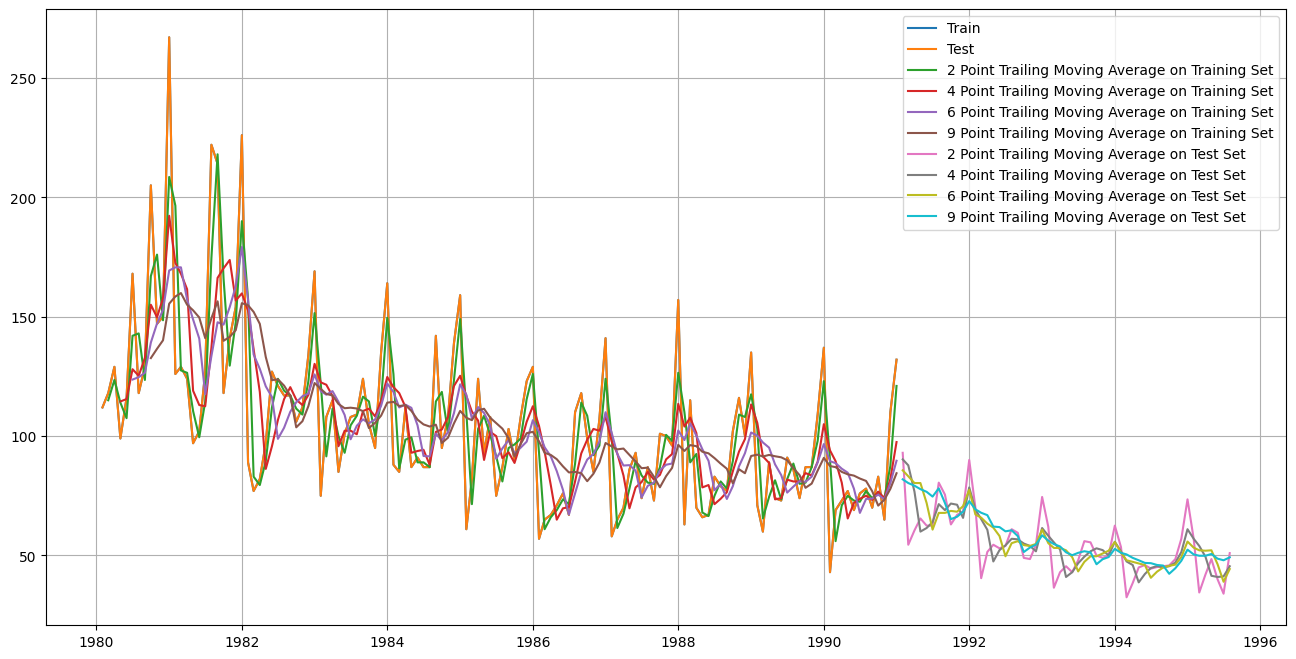 Train
Test
2 Point Trailing Moving Average on Training Set
4 Point Trailing Moving Average on Training Set
6 Point Trailing Moving Average on Training Set
9 Point Trailing Moving Average on Training Set
2 Point Trailing Moving Average on Test Set
4 Point Trailing Moving Average on Test Set
6 Point Trailing Moving Average on Test Set
9 Point Trailing Moving Average on Test Set
250
200
150
100
50
1980 1982 1984 1986 1988 1990 1992 1994 1996